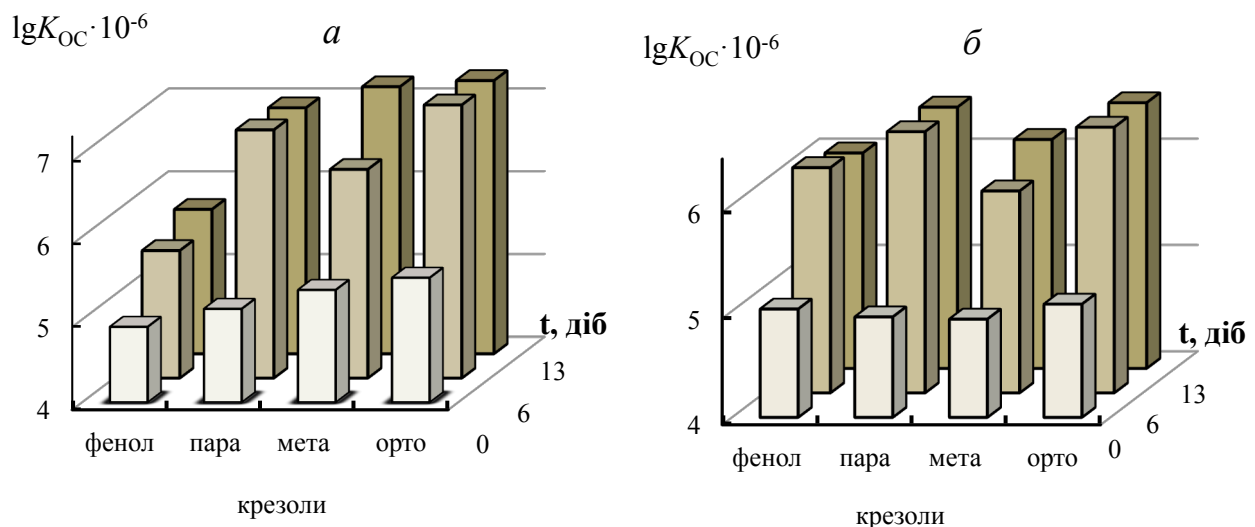 lgK_OC·10^-6
а
7
6
5
4
фенол пара мета орто
0
6
13
t, діб
крезоли
lgK_OC·10^-6
б
6
5
4
фенол пара мета орто
0
6
13
t, діб
крезоли